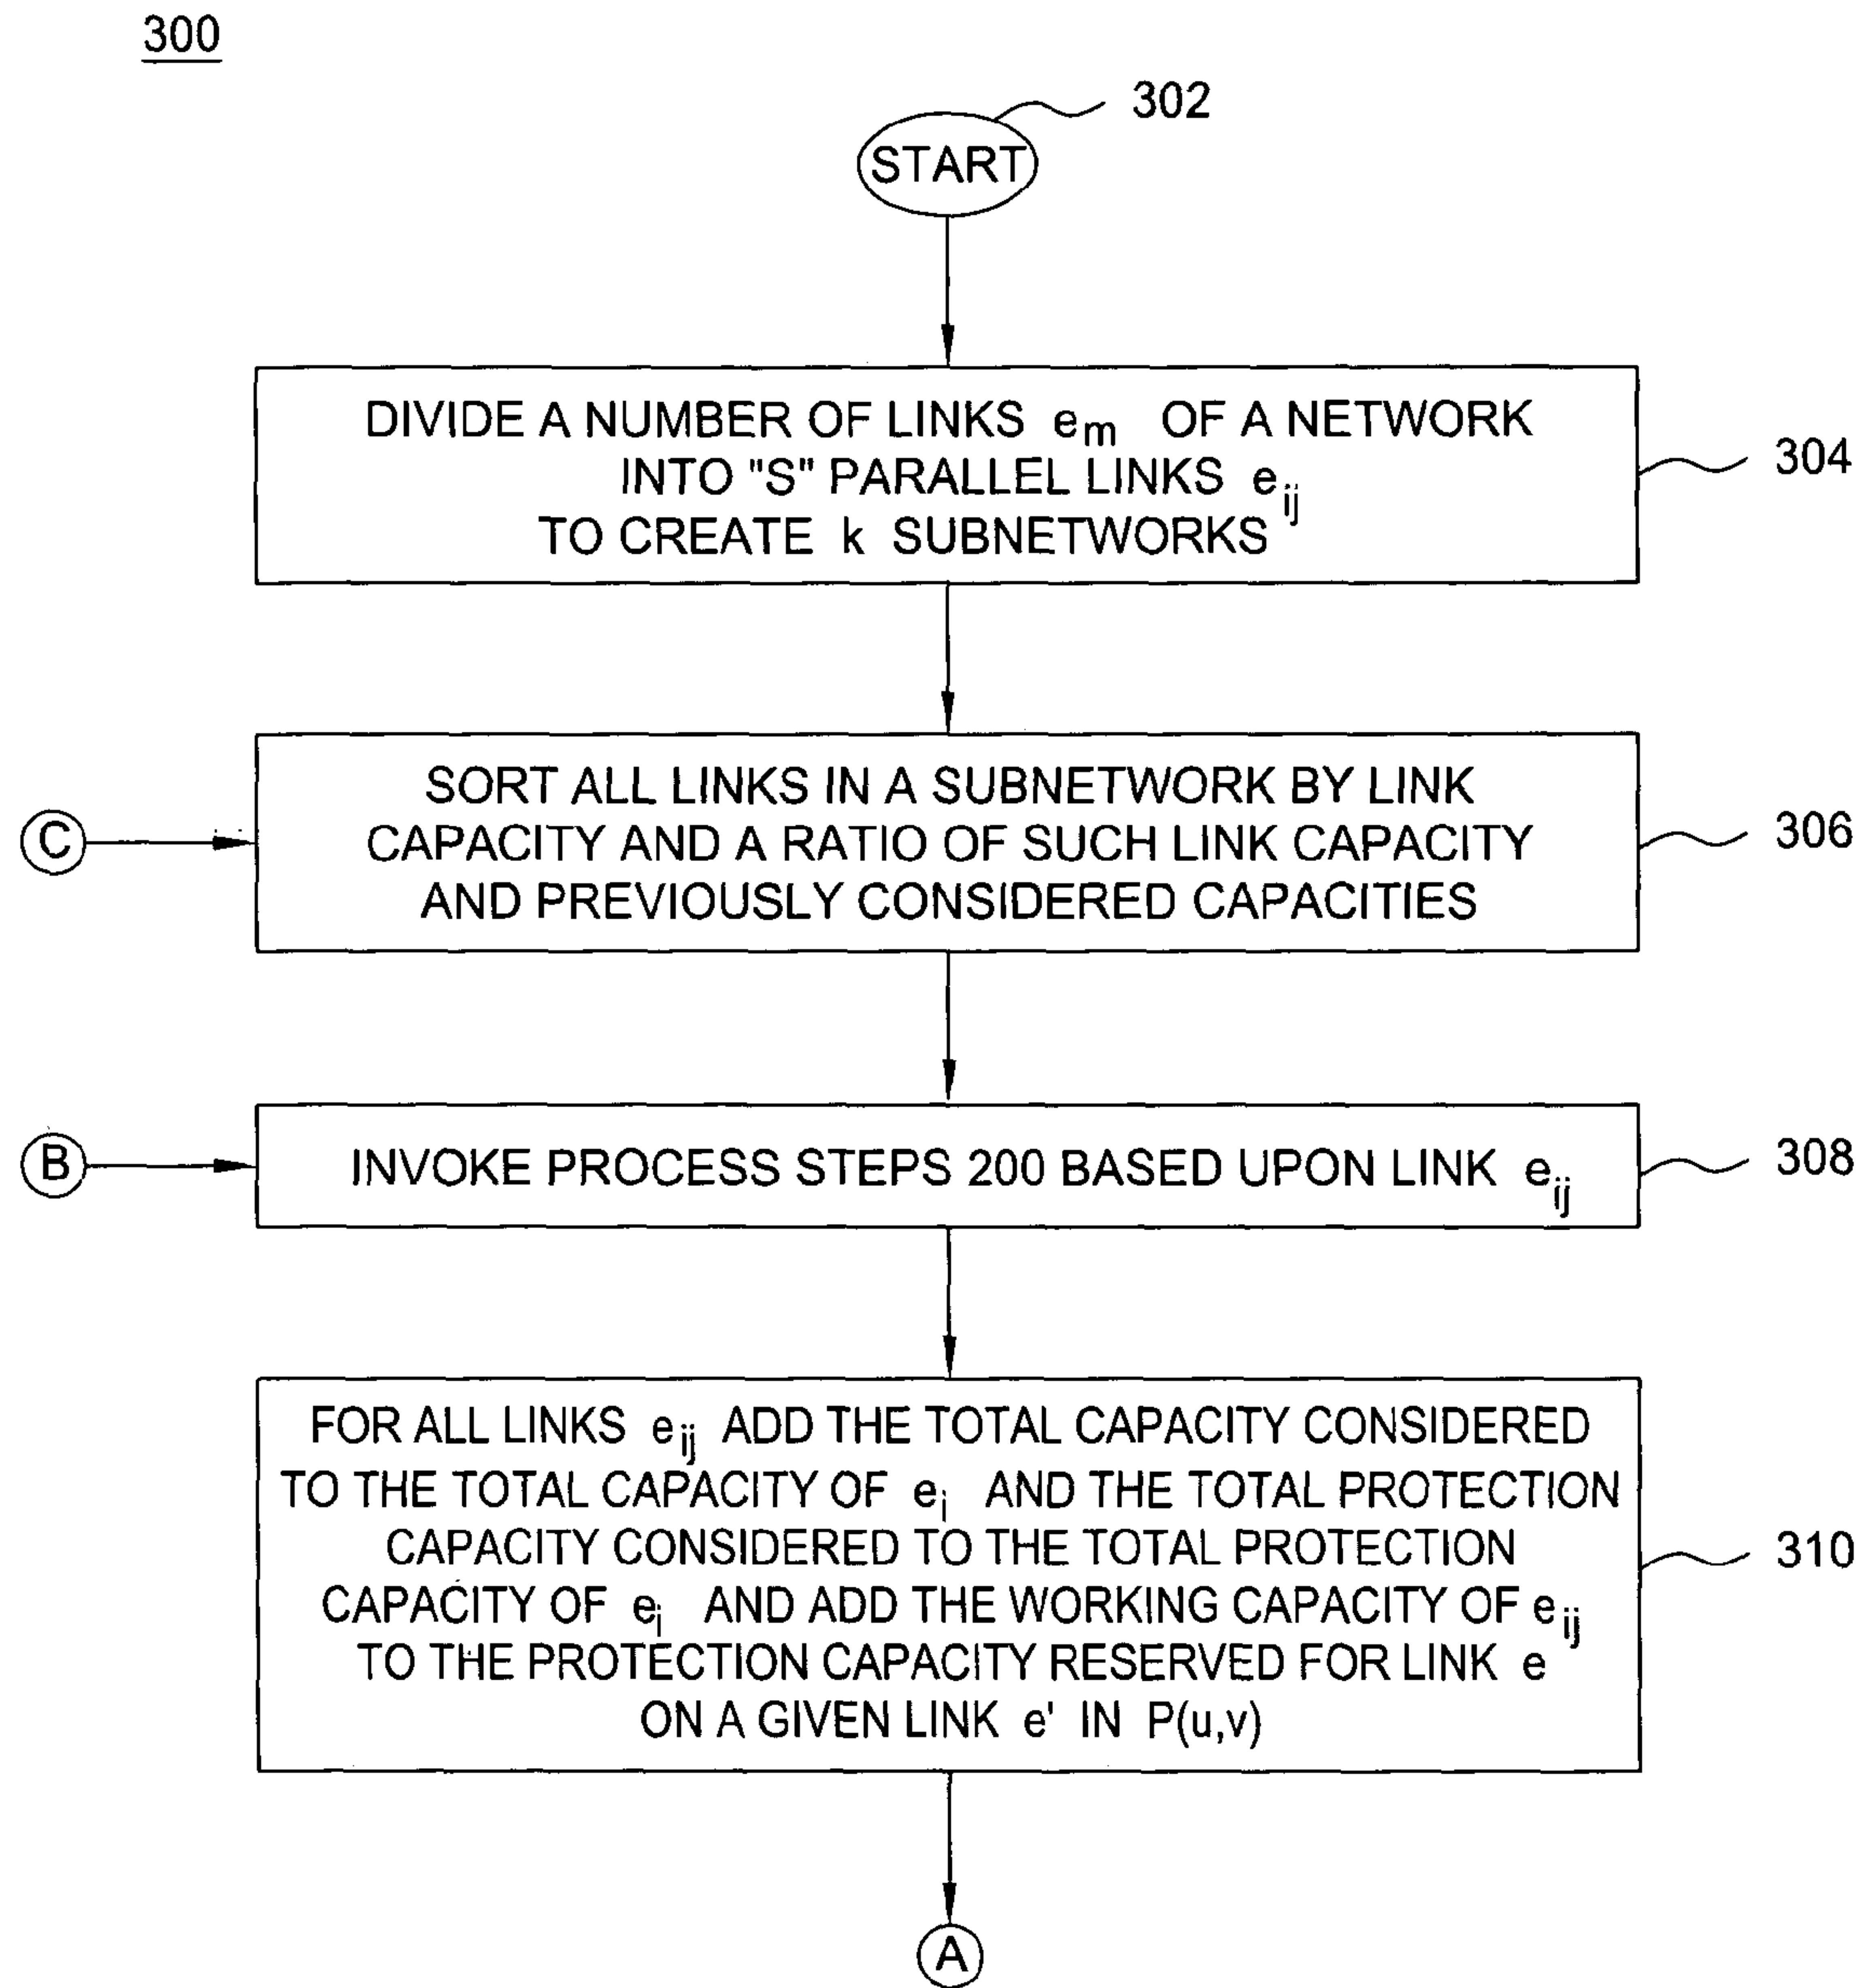 300
302
START
DIVIDE A NUMBER OF LINKS em OF A NETWORK
INTO "S" PARALLEL LINKS eij
TO CREATE k SUBNETWORKS
304
SORT ALL LINKS IN A SUBNETWORK BY LINK
CAPACITY AND A RATIO OF SUCH LINK CAPACITY
AND PREVIOUSLY CONSIDERED CAPACITIES
306
C
INVOKE PROCESS STEPS 200 BASED UPON LINK eij
308
B
FOR ALL LINKS eij ADD THE TOTAL CAPACITY CONSIDERED
TO THE TOTAL CAPACITY OF ei AND THE TOTAL PROTECTION
CAPACITY CONSIDERED TO THE TOTAL PROTECTION
CAPACITY OF ei AND ADD THE WORKING CAPACITY OF eij
TO THE PROTECTION CAPACITY RESERVED FOR LINK e
ON A GIVEN LINK e' IN P(u,v)
310
A